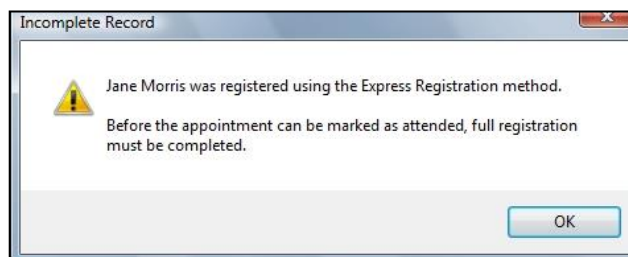 Incomplete Record
Jane Morris was registered using the Express Registration method.
Before the appointment can be marked as attended, full registration
must be completed.
OK